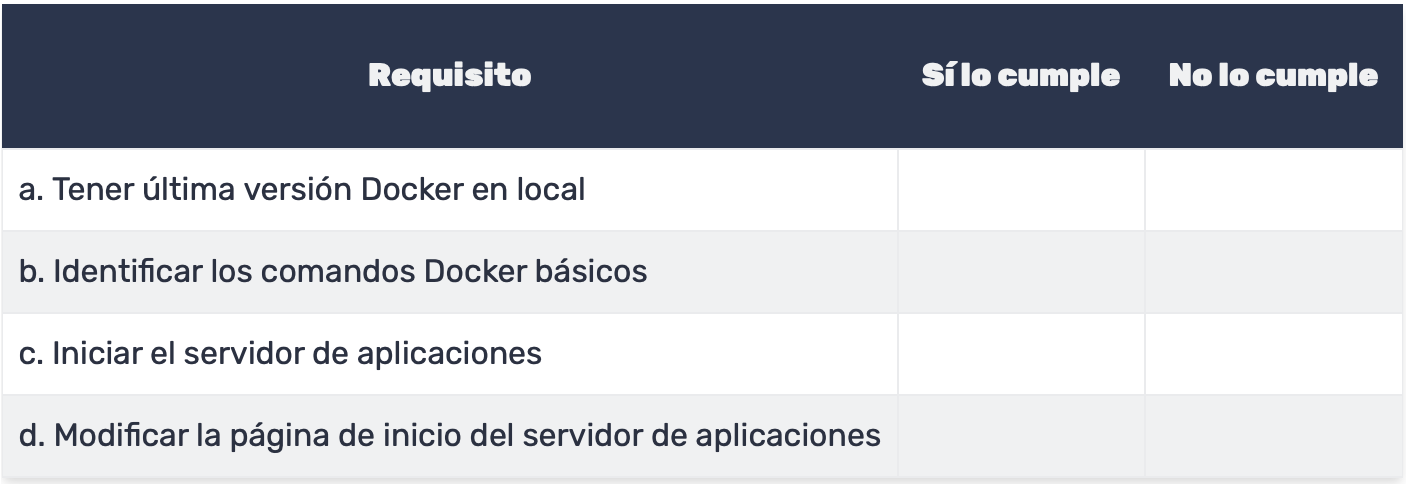 Requisito Sí lo cumple No lo cumple
a. Tener última versión Docker en local
b. Identificar los comandos Docker básicos
c. Iniciar el servidor de aplicaciones
d. Modificar la página de inicio del servidor de aplicaciones